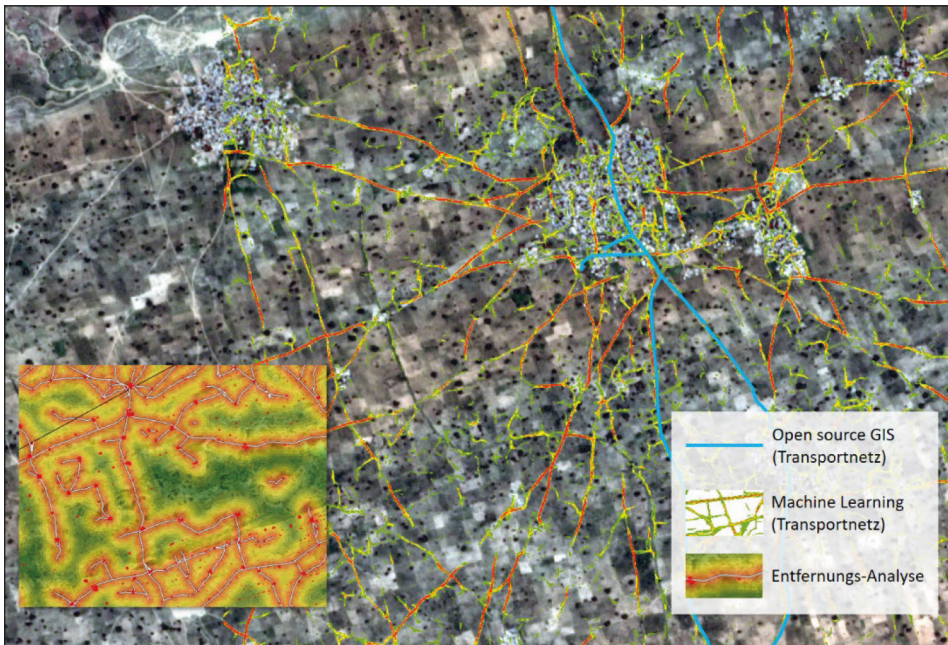 Open source GIS
(Transportnetz)
Machine Learning
(Transportnetz)
Entfernungs-Analyse